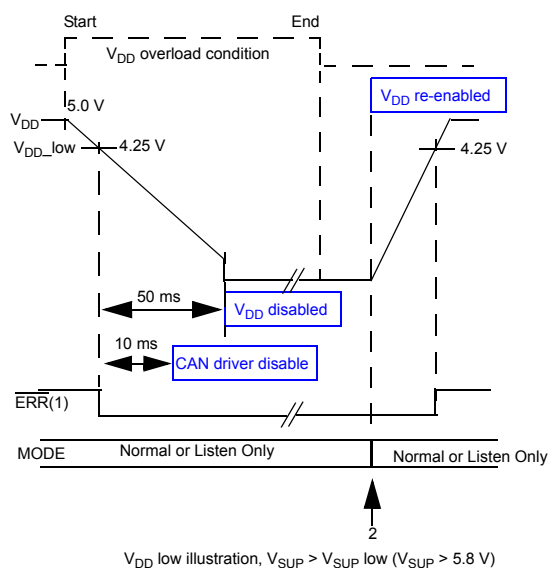 Start
End
VDD overload condition
VDD re-enabled
5.0 V
VDD
VDD_low
4.25 V
4.25 V
50 ms
VDD disabled
10 ms
CAN driver disable
ERR(1)
MODE
Normal or Listen Only
Normal or Listen Only
2
VDD low illustration, VSUP > VSUP low (VSUP > 5.8 V)